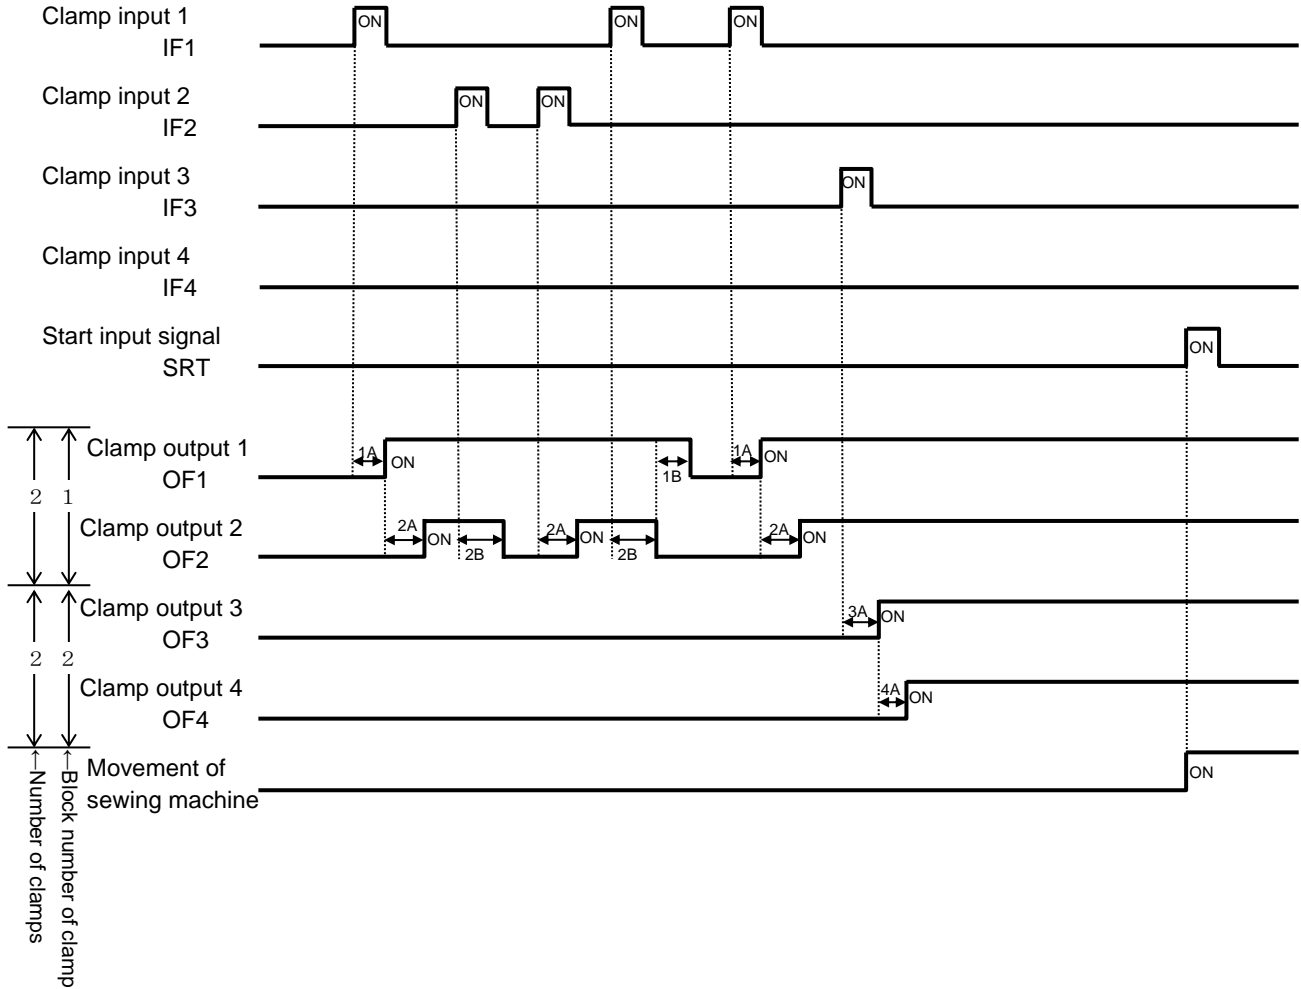 Clamp input 1
IF1
ON ON ON
Clamp input 2
IF2
ON ON
Clamp input 3
IF3
ON
Clamp input 4
IF4
Start input signal
SRT
ON
Clamp output 1
OF1
1A ON 1B 1A ON
2 1
Clamp output 2
OF2
2A ON 2B 2A ON 2B 2A ON
Clamp output 3
OF3
3A ON
2 2
Clamp output 4
OF4
4A ON
Movement of
sewing machine
ON
←Block number of clamp
←Number of clamps